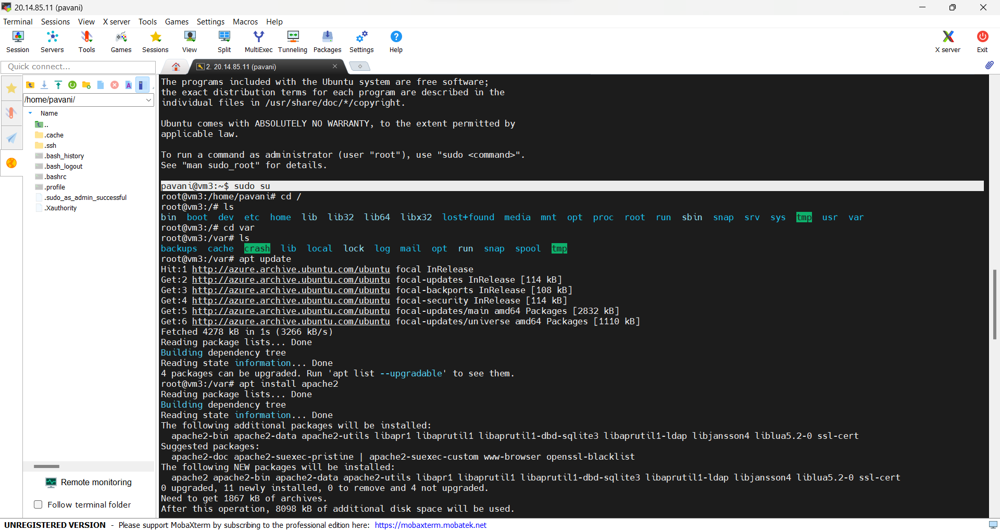 20.14.85.11 (pavani)
Terminal Sessions View X server Tools Games Settings Macros Help
Session Servers Tools Games Sessions View Split MultiExec Tunneling Packages Settings Help X server Exit
Quick connect...
2. 20.14.85.11 (pavani)
/home/pavani/
Name
..
.cache
.ssh
.bash_history
.bash_logout
.bashrc
.profile
.sudo_as_admin_successful
.Xauthority
Remote monitoring
Follow terminal folder
The programs included with the Ubuntu system are free software;
the exact distribution terms for each program are described in the
individual files in /usr/share/doc/*/copyright.
Ubuntu comes with ABSOLUTELY NO WARRANTY, to the extent permitted by
applicable law.
To run a command as administrator (user "root"), use "sudo <command>".
See "man sudo_root" for details.
pavani@vm3:~$ sudo su
root@vm3:/home/pavani# cd /
root@vm3:/# ls
bin boot dev etc home lib lib32 lib64 libx32 lost+found media mnt opt proc root run sbin snap srv sys tmp usr var
root@vm3:/# cd var
root@vm3:/var# ls
backups cache crash lib local lock log mail opt run snap spool tmp
root@vm3:/var# apt update
Hit:1 http://azure.archive.ubuntu.com/ubuntu focal InRelease
Get:2 http://azure.archive.ubuntu.com/ubuntu focal-updates InRelease [114 kB]
Get:3 http://azure.archive.ubuntu.com/ubuntu focal-backports InRelease [108 kB]
Get:4 http://azure.archive.ubuntu.com/ubuntu focal-security InRelease [114 kB]
Get:5 http://azure.archive.ubuntu.com/ubuntu focal-updates/main amd64 Packages [2832 kB]
Get:6 http://azure.archive.ubuntu.com/ubuntu focal-updates/universe amd64 Packages [1110 kB]
Fetched 4278 kB in 1s (3266 kB/s)
Reading package lists... Done
Building dependency tree
Reading state information... Done
4 packages can be upgraded. Run 'apt list --upgradable' to see them.
root@vm3:/var# apt install apache2
Reading package lists... Done
Building dependency tree
Reading state information... Done
The following additional packages will be installed:
apache2-bin apache2-data apache2-utils libapr1 libaprutil1 libaprutil1-dbd-sqlite3 libaprutil1-ldap libjansson4 liblua5.2-0 ssl-cert
Suggested packages:
apache2-doc apache2-suexec-pristine | apache2-suexec-custom www-browser openssl-blacklist
The following NEW packages will be installed:
apache2 apache2-bin apache2-data apache2-utils libapr1 libaprutil1 libaprutil1-dbd-sqlite3 libaprutil1-ldap libjansson4 liblua5.2-0 ssl-cert
0 upgraded, 11 newly installed, 0 to remove and 4 not upgraded.
Need to get 1867 kB of archives.
After this operation, 8098 kB of additional disk space will be used.
UNREGISTERED VERSION - Please support MobaXterm by subscribing to the professional edition here: https://mobaxterm.mobatek.net